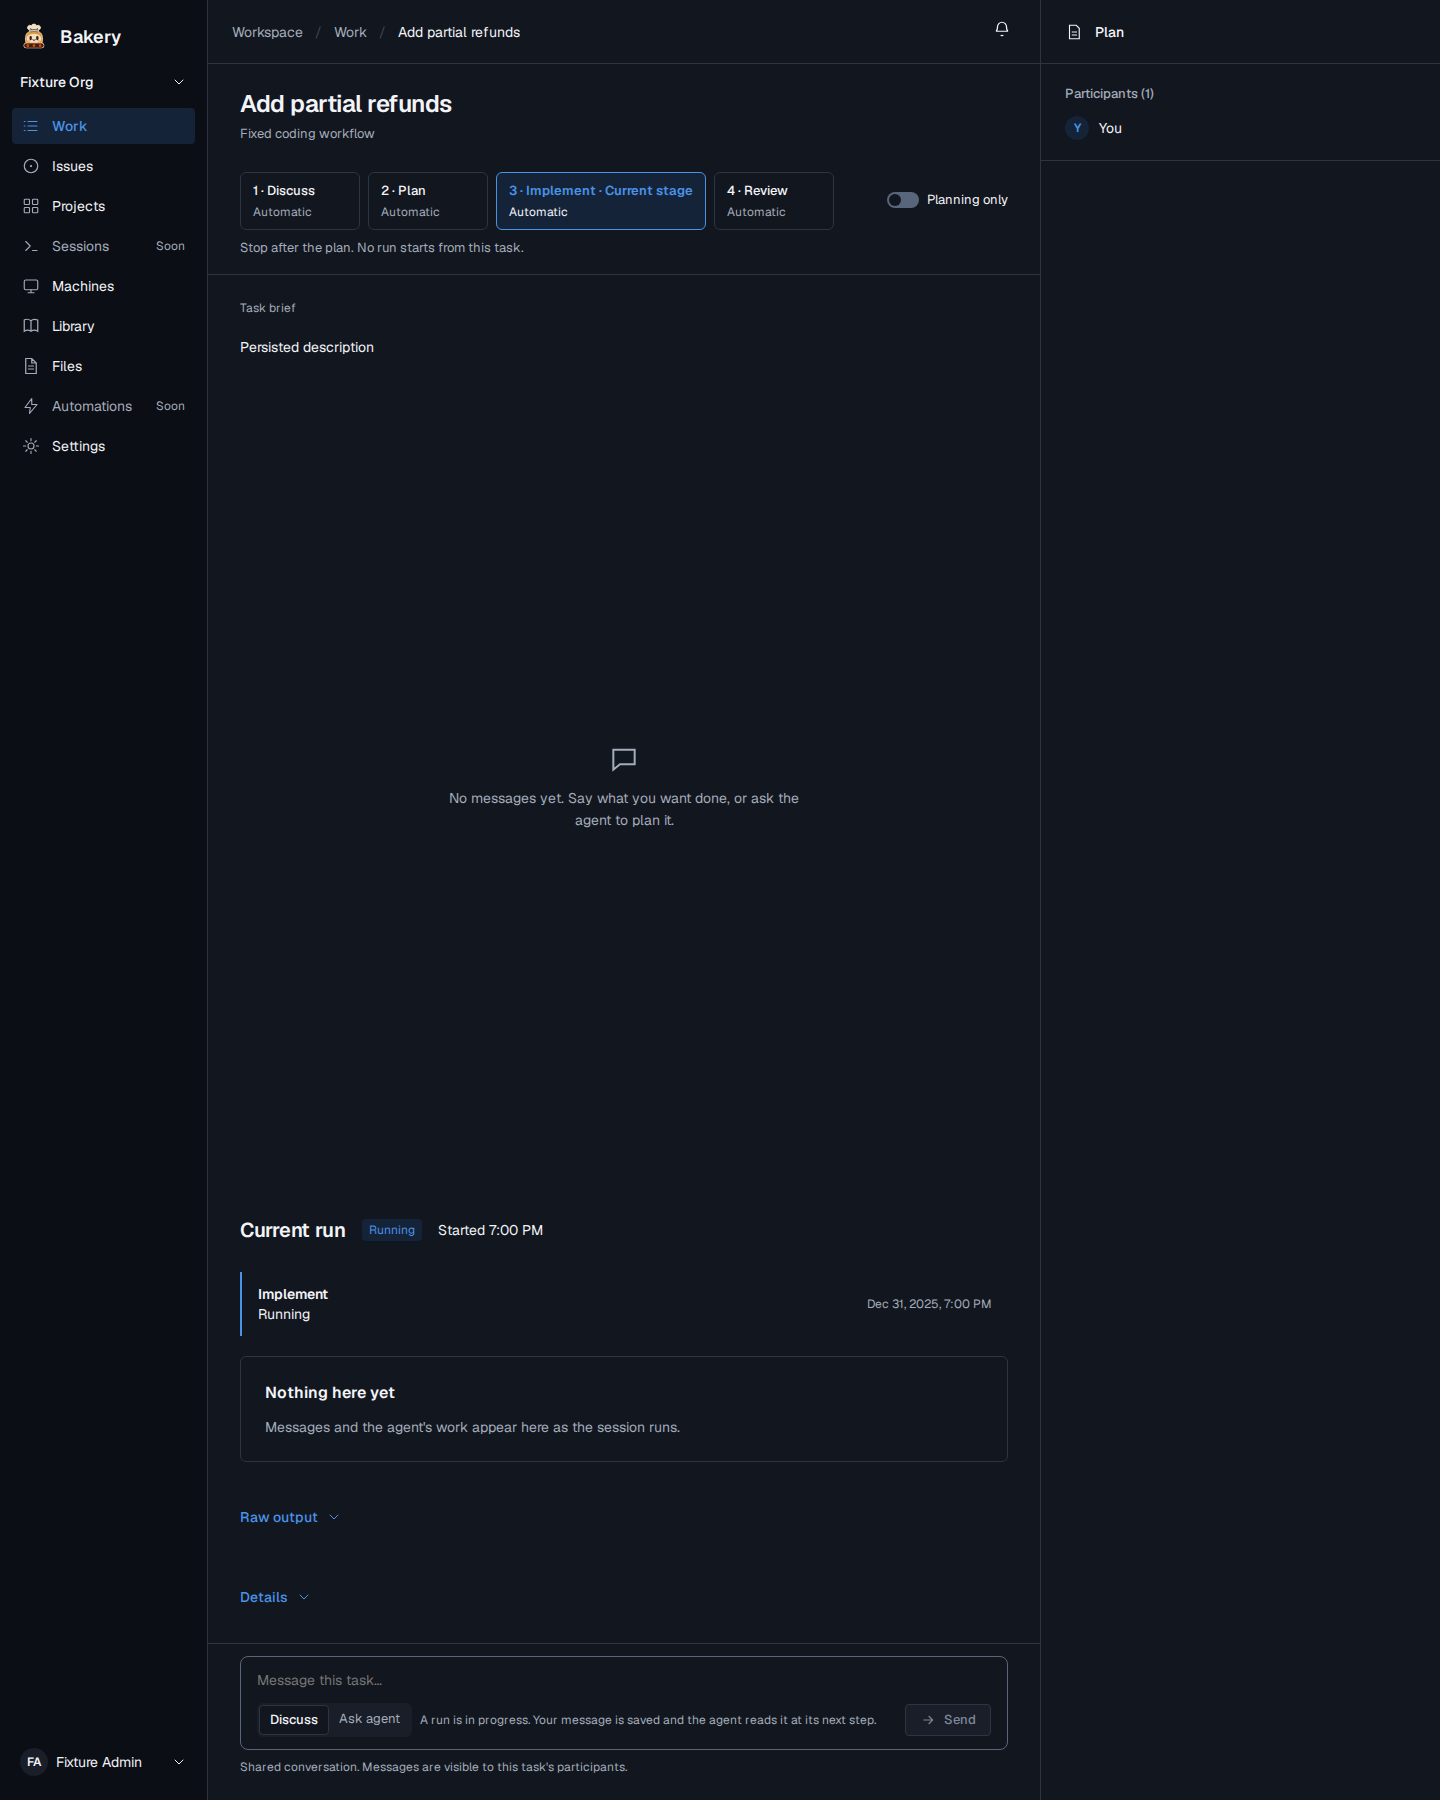 Bakery
Fixture Org
Work
Issues
Projects
Sessions Soon
Machines
Library
Files
Automations Soon
Settings
FA Fixture Admin
Workspace / Work / Add partial refunds
Add partial refunds
Fixed coding workflow
1 · Discuss
Automatic
2 · Plan
Automatic
3 · Implement · Current stage
Automatic
4 · Review
Automatic
Planning only
Stop after the plan. No run starts from this task.
Task brief
Persisted description
No messages yet. Say what you want done, or ask the
agent to plan it.
Current run Running Started 7:00 PM
Implement
Running
Dec 31, 2025, 7:00 PM
Nothing here yet
Messages and the agent's work appear here as the session runs.
Raw output
Details
Message this task...
Discuss Ask agent A run is in progress. Your message is saved and the agent reads it at its next step. Send
Shared conversation. Messages are visible to this task's participants.
Plan
Participants (1)
Y You